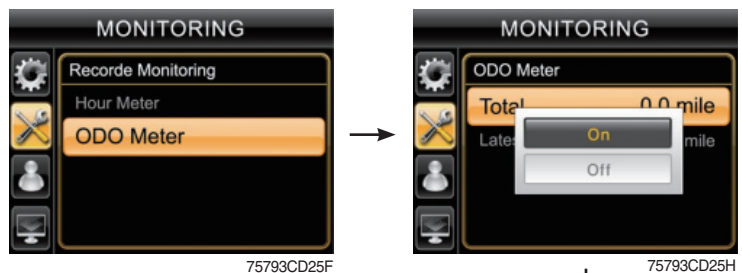 MONITORING
Recorde Monitoring
Hour Meter
ODO Meter
75793CD25F
MONITORING
ODO Meter
Total 0.0 mile
mile
On
Off
75793CD25H